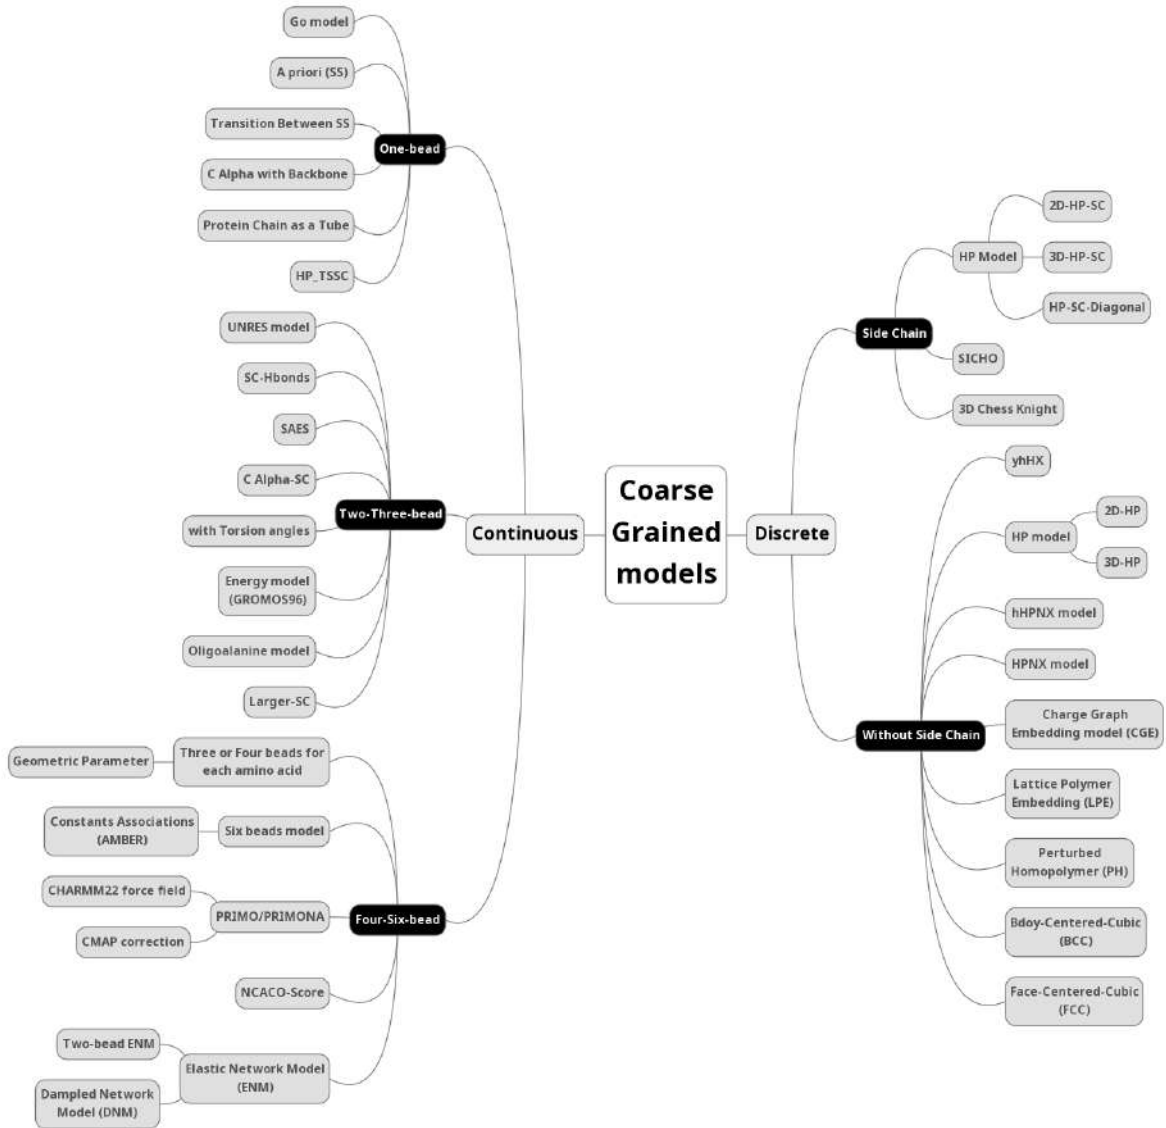 Coarse
Grained
models
Continuous
One-bead
Go model
A priori (SS)
Transition Between SS
C Alpha with Backbone
Protein Chain as a Tube
HP_TSSC
Two-Three-bead
UNRES model
SC-Hbonds
SAES
C Alpha-SC
with Torsion angles
Energy model
(GROMOS96)
Oligoalanine model
Larger-SC
Four-Six-bead
Three or Four beads for
each amino acid
Geometric Parameter
Six beads model
Constants Associations
(AMBER)
PRIMO/PRIMONA
CHARMM22 force field
CMAP correction
NCACO-Score
Elastic Network Model
(ENM)
Two-bead ENM
Dampled Network
Model (DNM)
Discrete
Side Chain
HP Model
2D-HP-SC
3D-HP-SC
HP-SC-Diagonal
SICHO
3D Chess Knight
Without Side Chain
yhHX
HP model
2D-HP
3D-HP
hHPNX model
HPNX model
Charge Graph
Embedding model (CGE)
Lattice Polymer
Embedding (LPE)
Perturbed
Homopolymer (PH)
Bdoy-Centered-Cubic
(BCC)
Face-Centered-Cubic
(FCC)